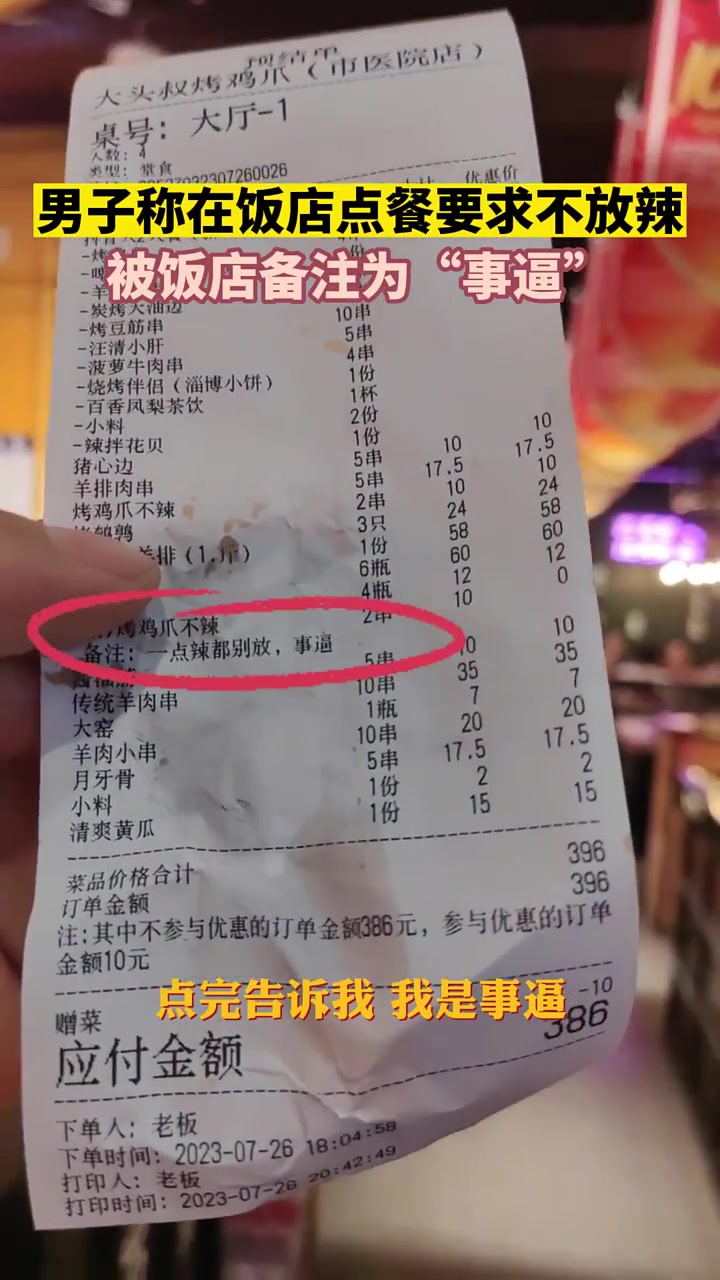 预结单
大头叔烤鸡爪（市医院店）
桌号：大厅-1
人数：4
类型：堂食
优惠价
男子称在饭店点餐要求不放辣
被饭店备注为“事逼”
-炭烤大油边 10串
-烤豆筋串 5串
-汪清小肝 4串
-菠萝牛肉串 1份
-烧烤伴侣（淄博小饼） 1杯
-百香凤梨茶饮 2份
-小料 1份
-辣拌花贝 5串 10 10
猪心边 5串 17.5 17.5
羊排肉串 2串 10 10
烤鸡爪不辣 3只 24 24
烤鹌鹑 1份 58 58
羊排（1.斤） 6瓶 60 60
4瓶 12 12
2串 10 0
烤鸡爪不辣
备注：一点辣都别放，事逼
5串 10 10
10串 35 35
传统羊肉串 1瓶 7 7
大窑 10串 20 20
羊肉小串 5串 17.5 17.5
月牙骨 1份 2 2
小料 1份 15 15
清爽黄瓜
菜品价格合计 396
订单金额 396
注：其中不参与优惠的订单金额386元，参与优惠的订单
金额10元
点完告诉我 我是事逼
赠菜 -10
应付金额 386
下单人：老板
下单时间：2023-07-26 18:04:58
打印人：老板
打印时间：2023-07-26 20:42:49